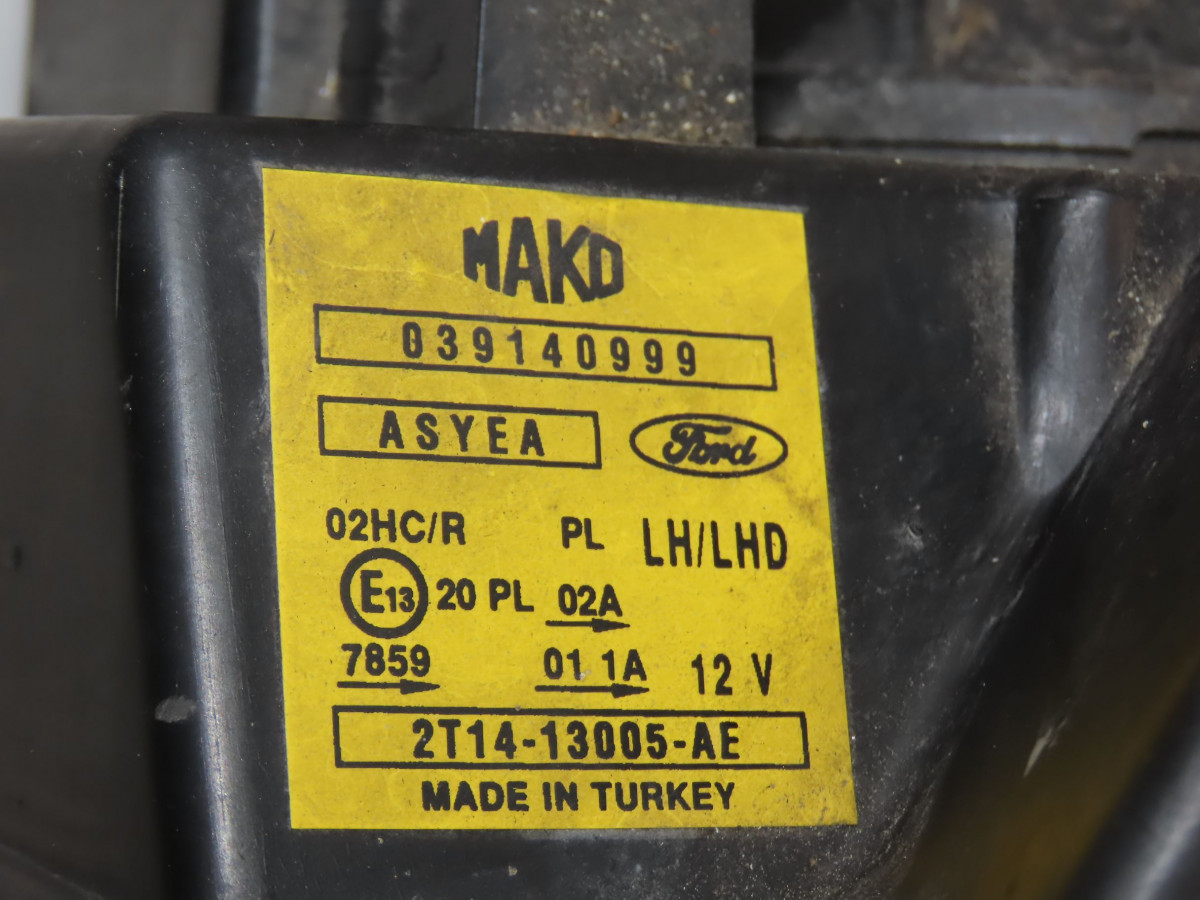 MAKO
039140999
ASYEA Ford
02HC/R PL LH/LHD
E13 20 PL 02A
7859 01 1A 12 V
2T14-13005-AE
MADE IN TURKEY